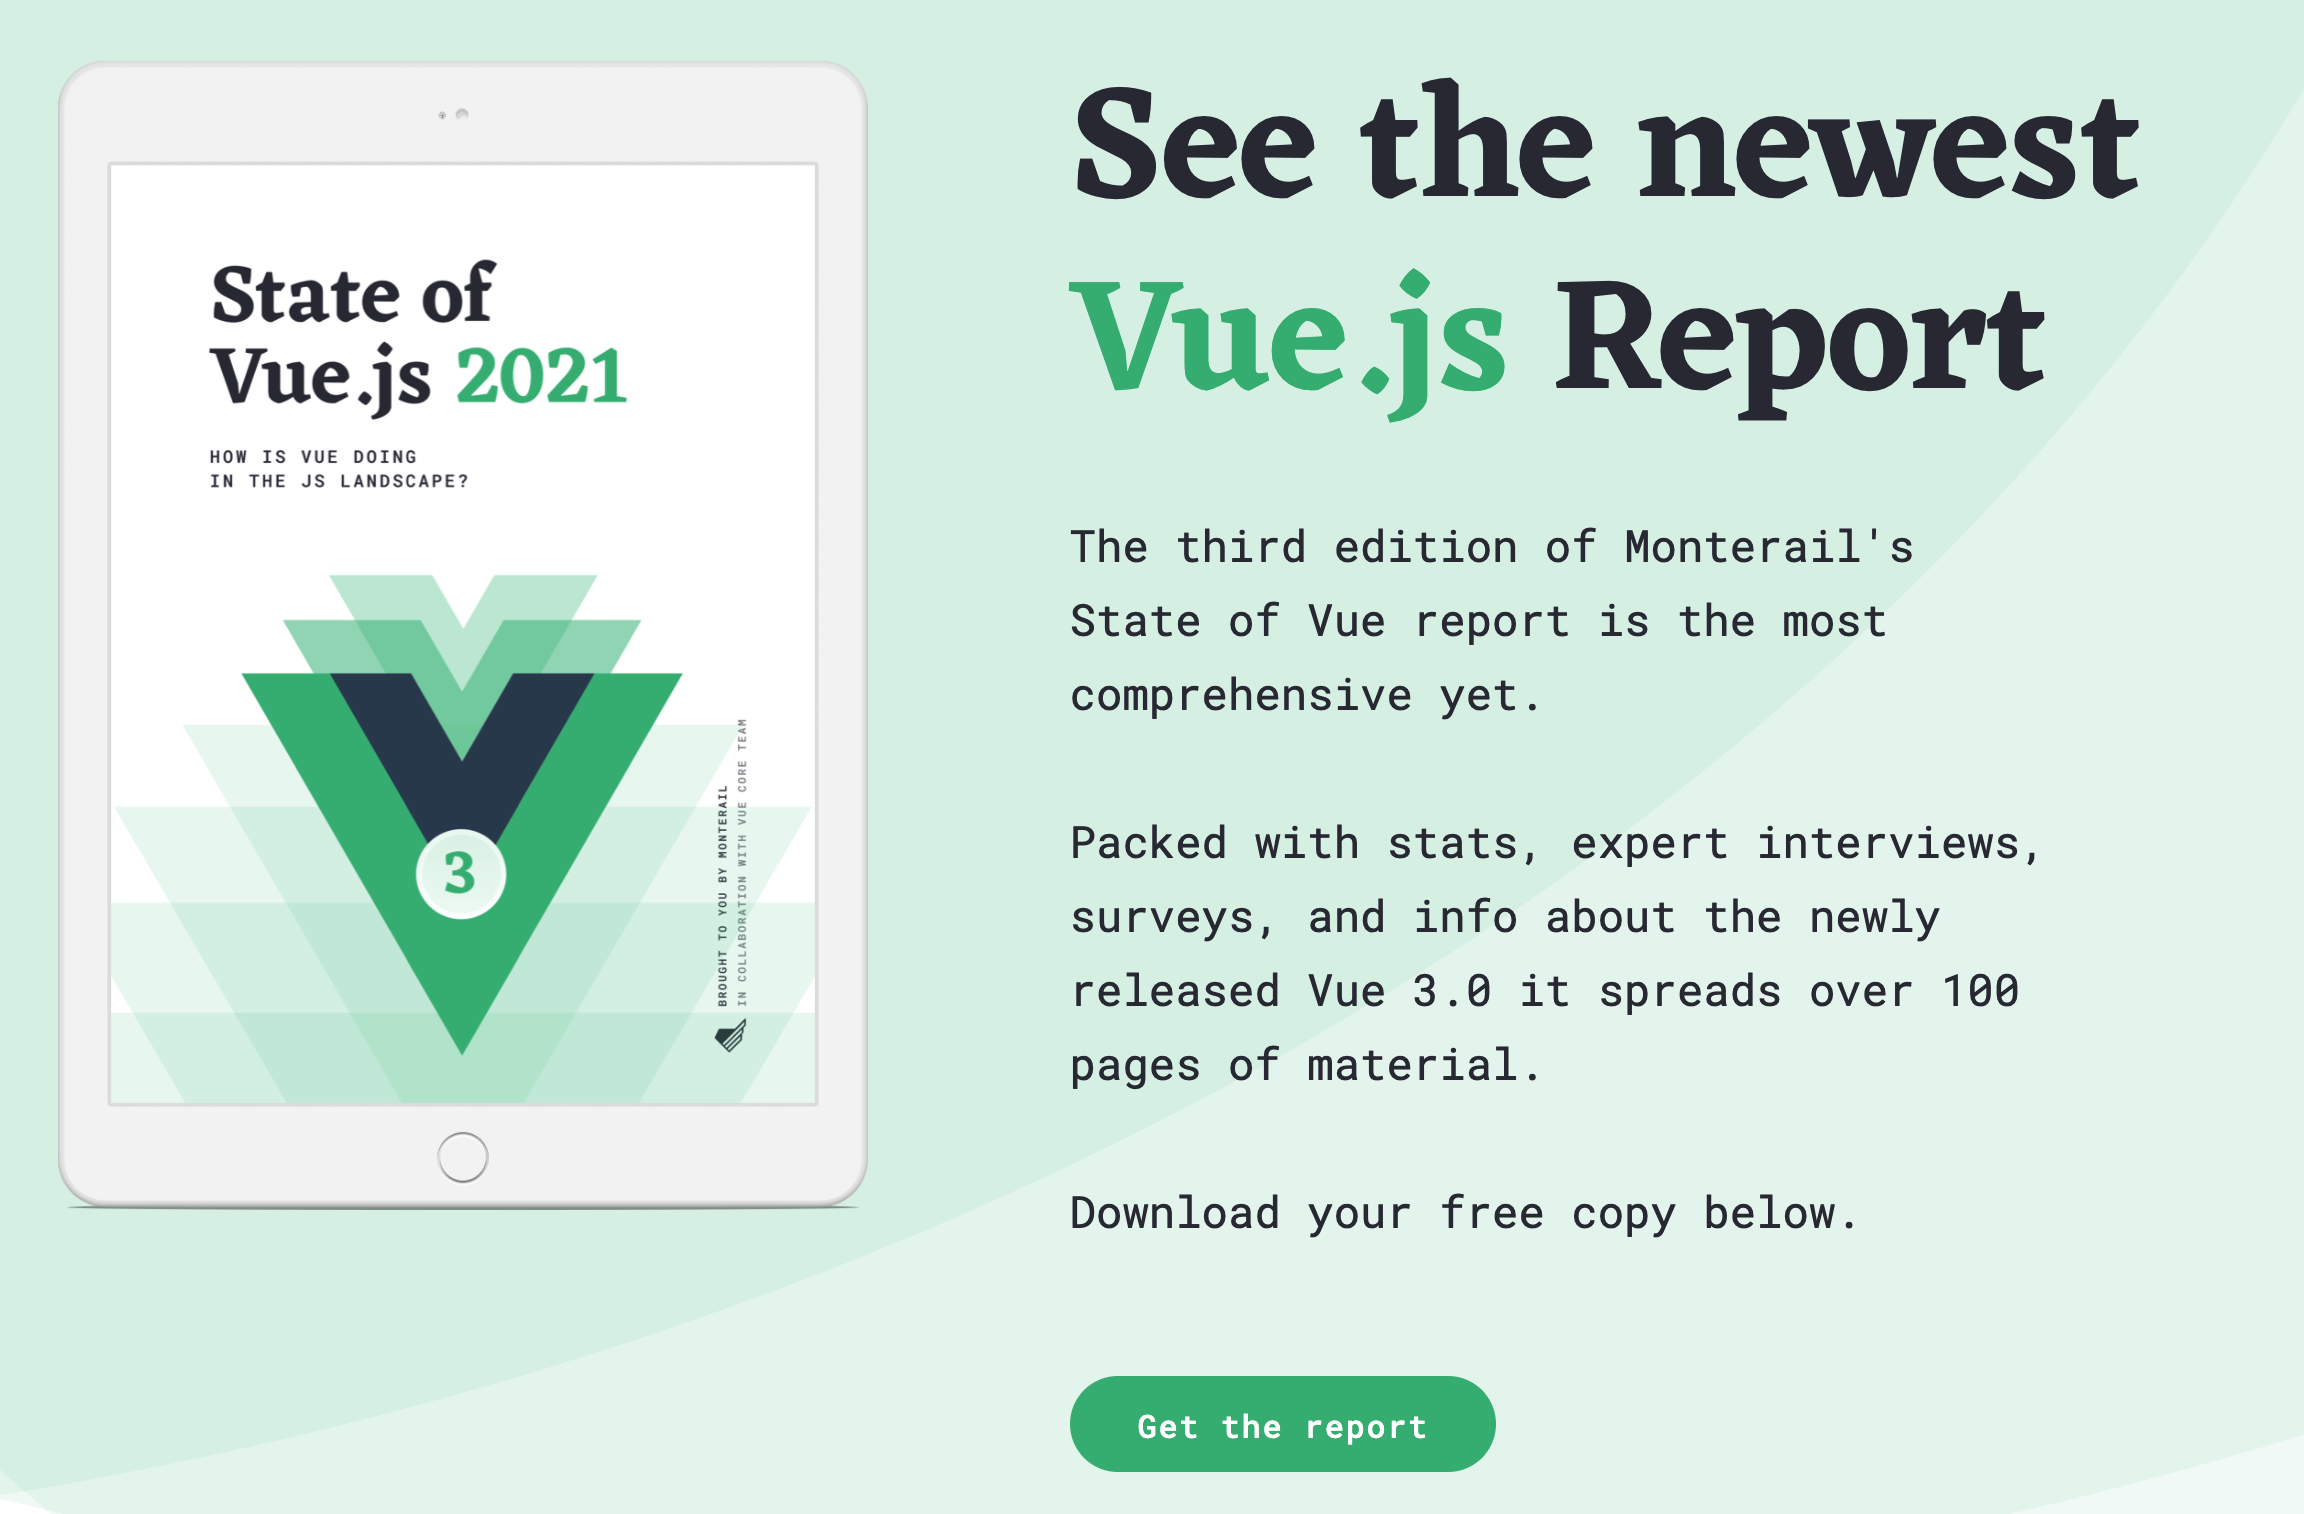 State of
Vue.js 2021
HOW IS VUE DOING
IN THE JS LANDSCAPE?
3
BROUGHT TO YOU BY MONTERAIL
IN COLLABORATION WITH VUE CORE TEAM
See the newest
Vue.js Report
The third edition of Monterail's
State of Vue report is the most
comprehensive yet.
Packed with stats, expert interviews,
surveys, and info about the newly
released Vue 3.0 it spreads over 100
pages of material.
Download your free copy below.
Get the report